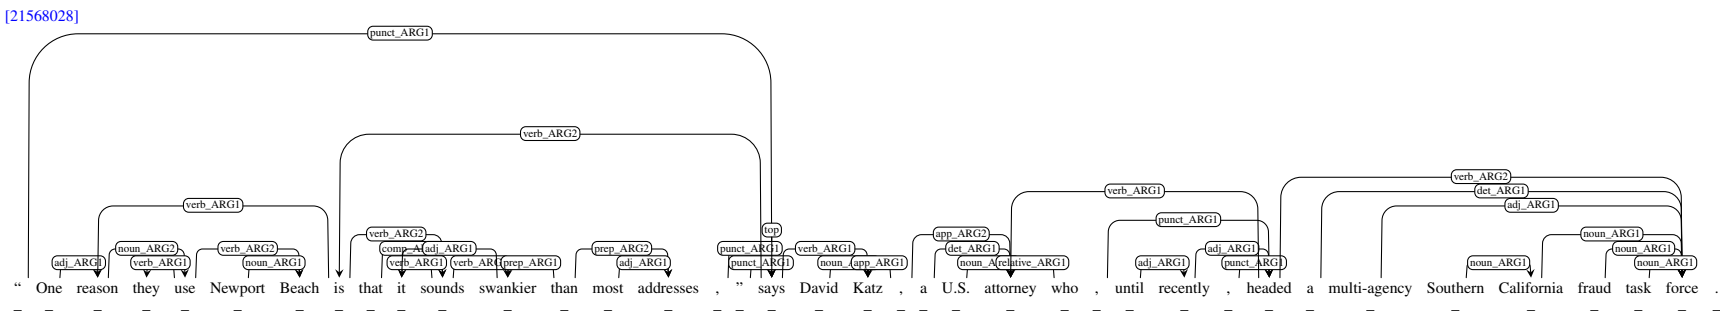 [21568028]
punct_ARG1
verb_ARG2
verb_ARG2
verb_ARG1 det_ARG1
verb_ARG1 adj_ARG1
punct_ARG1
top
verb_ARG2 app_ARG2 noun_ARG1
noun_ARG2 verb_ARG2 adj_ARG1 prep_ARG2 punct_ARG1 verb_ARG1 det_ARG1 adj_ARG1 noun_ARG1
adj_ARG1 verb_ARG1 noun_ARG1 verb_ARG1 prep_ARG1 adj_ARG1 punct_ARG1 app_ARG1 relative_ARG1 adj_ARG1 punct_ARG1 noun_ARG1 noun_ARG1
“ One reason they use Newport Beach is that it sounds swankier than most addresses , ” says David Katz , a U.S. attorney who , until recently , headed a multi-agency Southern California fraud task force .
_ _ _ _ _ _ _ _ _ _ _ _ _ _ _ _ _ _ _ _ _ _ _ _ _ _ _ _ _ _ _ _ _ _ _ _ _ _ _